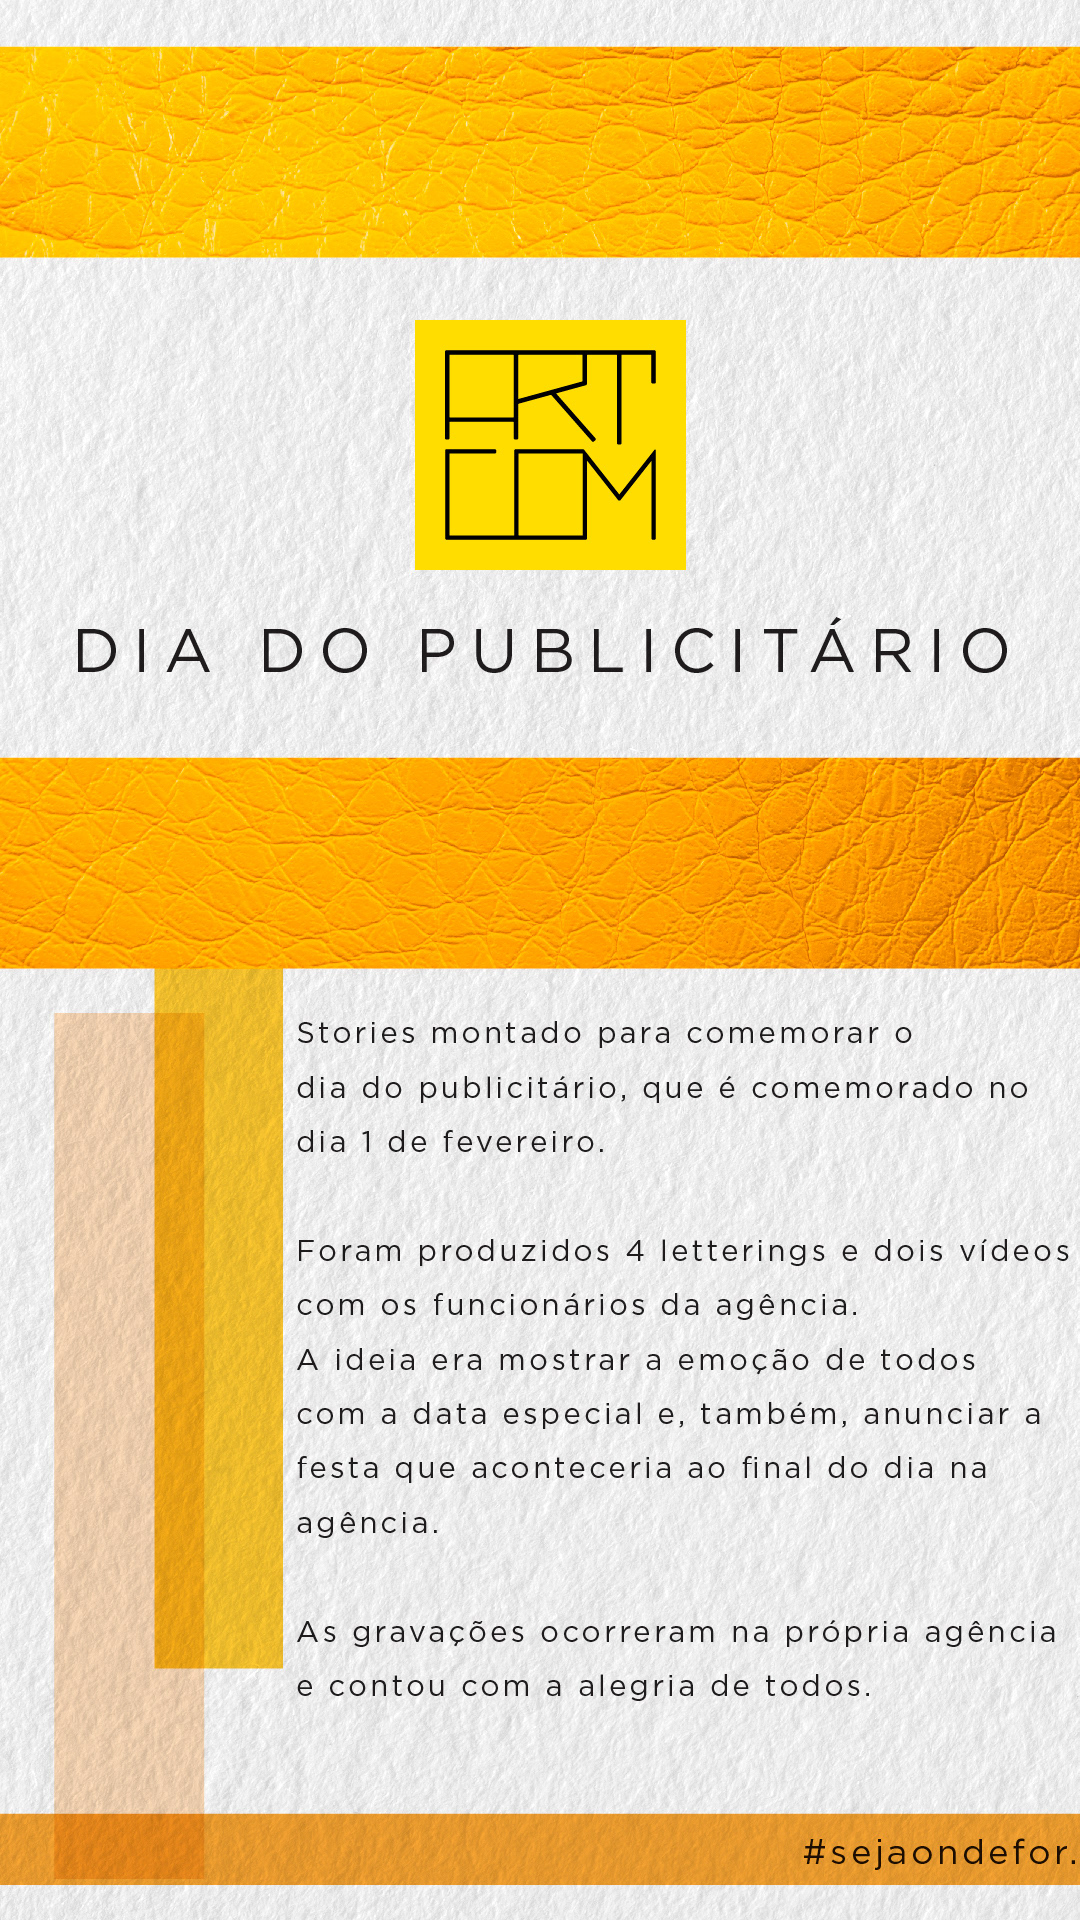 ART
COM
DIA DO PUBLICITÁRIO
Stories montado para comemorar o
dia do publicitário, que é comemorado no
dia 1 de fevereiro.
Foram produzidos 4 letterings e dois vídeos
com os funcionários da agência.
A ideia era mostrar a emoção de todos
com a data especial e, também, anunciar a
festa que aconteceria ao final do dia na
agência.
As gravações ocorreram na própria agência
e contou com a alegria de todos.
#sejaondefor.